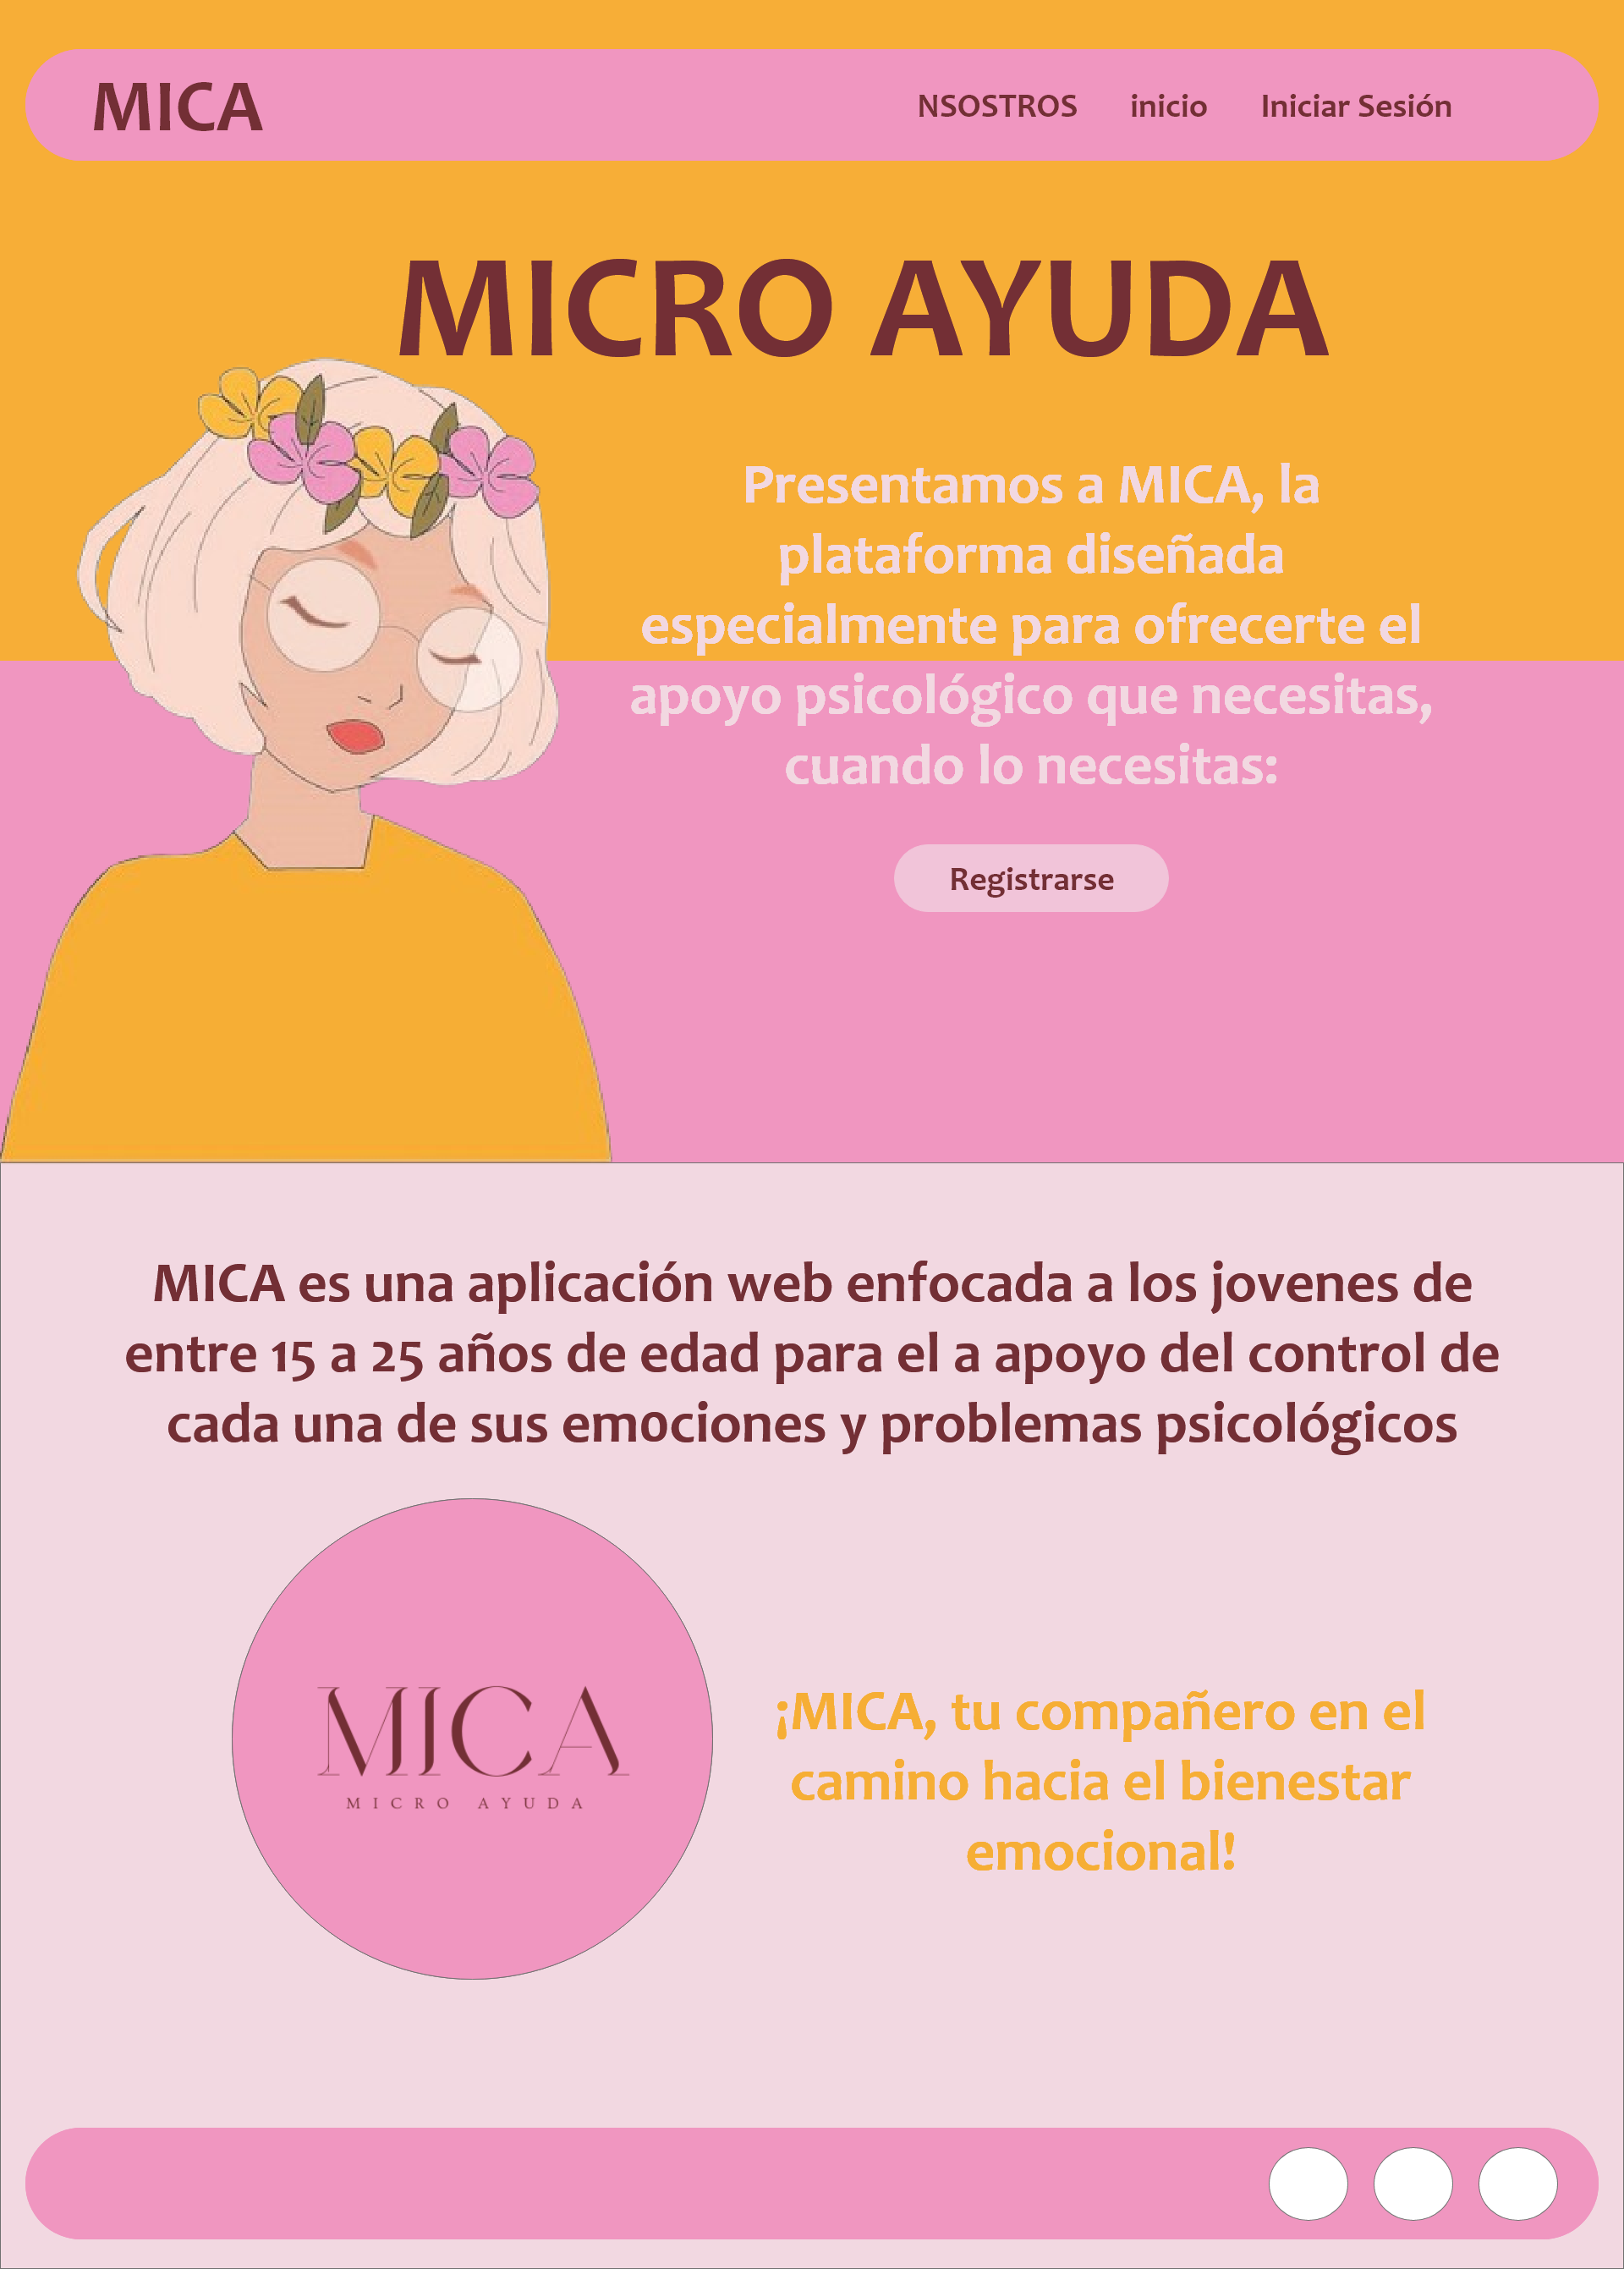 MICA
NSOSTROS inicio Iniciar Sesión
MICRO AYUDA
Presentamos a MICA, la
plataforma diseñada
especialmente para ofrecerte el
apoyo psicológico que necesitas,
cuando lo necesitas:
Registrarse
MICA es una aplicación web enfocada a los jovenes de
entre 15 a 25 años de edad para el a apoyo del control de
cada una de sus em0ciones y problemas psicológicos
MICA
MICRO AYUDA
¡MICA, tu compañero en el
camino hacia el bienestar
emocional!